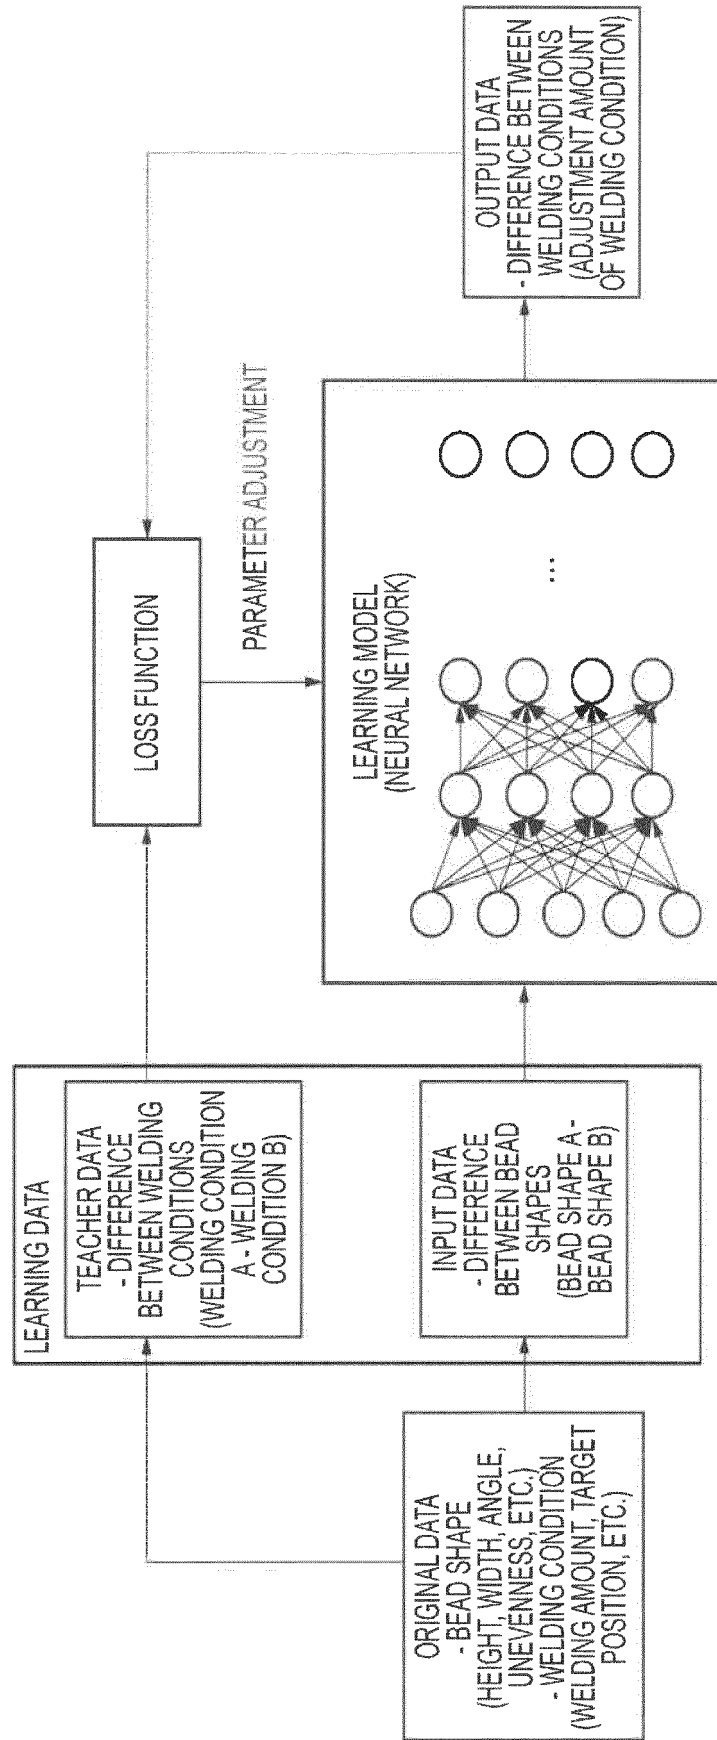 ORIGINAL DATA
- BEAD SHAPE
(HEIGHT, WIDTH, ANGLE,
UNEVENNESS, ETC.)
- WELDING CONDITION
(WELDING AMOUNT, TARGET
POSITION, ETC.)
LEARNING DATA
TEACHER DATA
- DIFFERENCE
BETWEEN WELDING
CONDITIONS
(WELDING CONDITION
A - WELDING
CONDITION B)
INPUT DATA
- DIFFERENCE
BETWEEN BEAD
SHAPES
(BEAD SHAPE A-
BEAD SHAPE B)
LOSS FUNCTION
PARAMETER ADJUSTMENT
LEARNING MODEL
(NEURAL NETWORK)
...
OUTPUT DATA
- DIFFERENCE BETWEEN
WELDING CONDITIONS
(ADJUSTMENT AMOUNT
OF WELDING CONDITION)